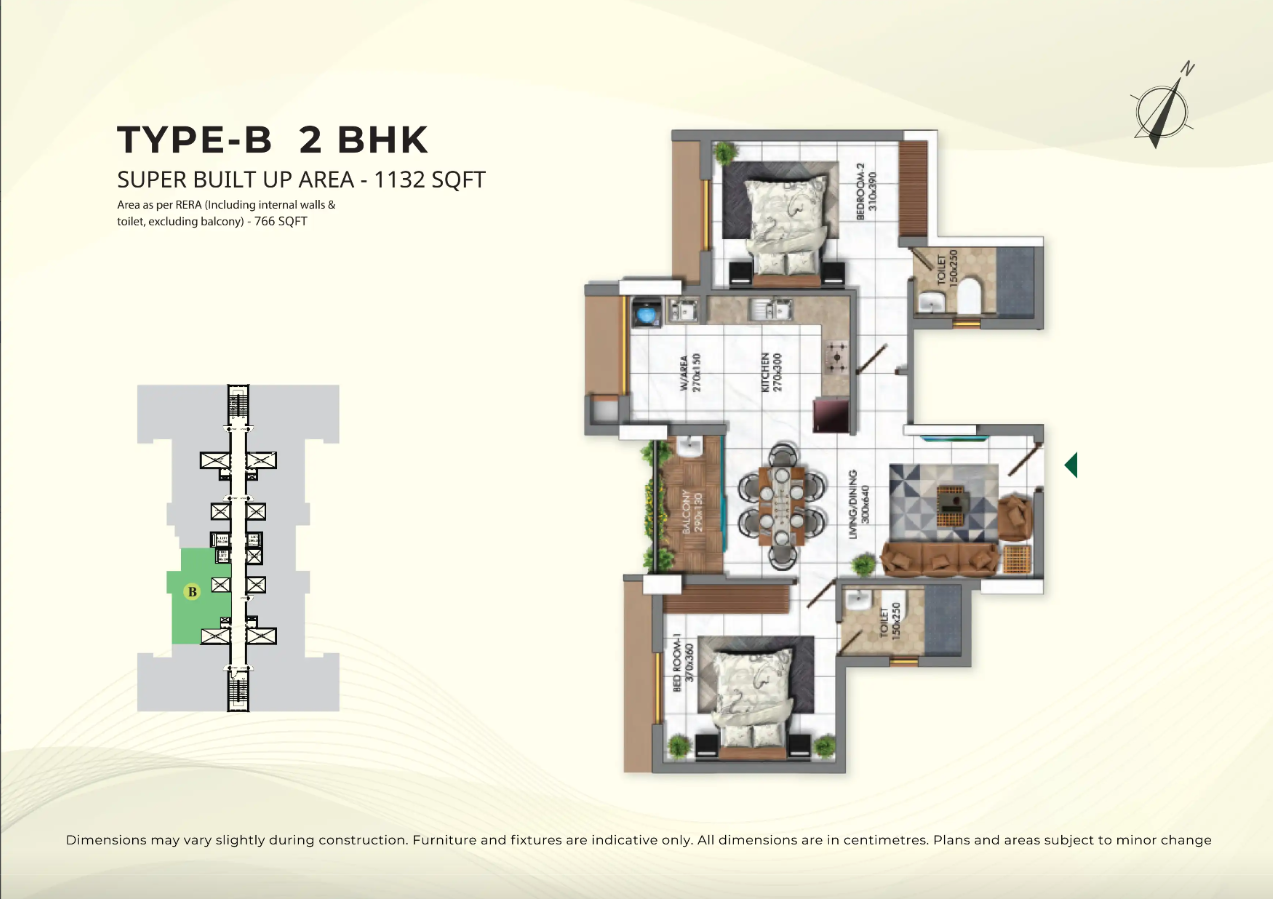 N
TYPE-B 2 BHK
SUPER BUILT UP AREA - 1132 SQFT
Area as per RERA (Including internal walls &
toilet, excluding balcony) - 766 SQFT
BEDROOM-2
310x390
TOILET
150x250
W/AREA
270x150
KITCHEN
270x300
BALCONY
290x130
LIVING/DINING
300x640
B
BED ROOM-1
370x360
TOILET
150x250
Dimensions may vary slightly during construction. Furniture and fixtures are indicative only. All dimensions are in centimetres. Plans and areas subject to minor change